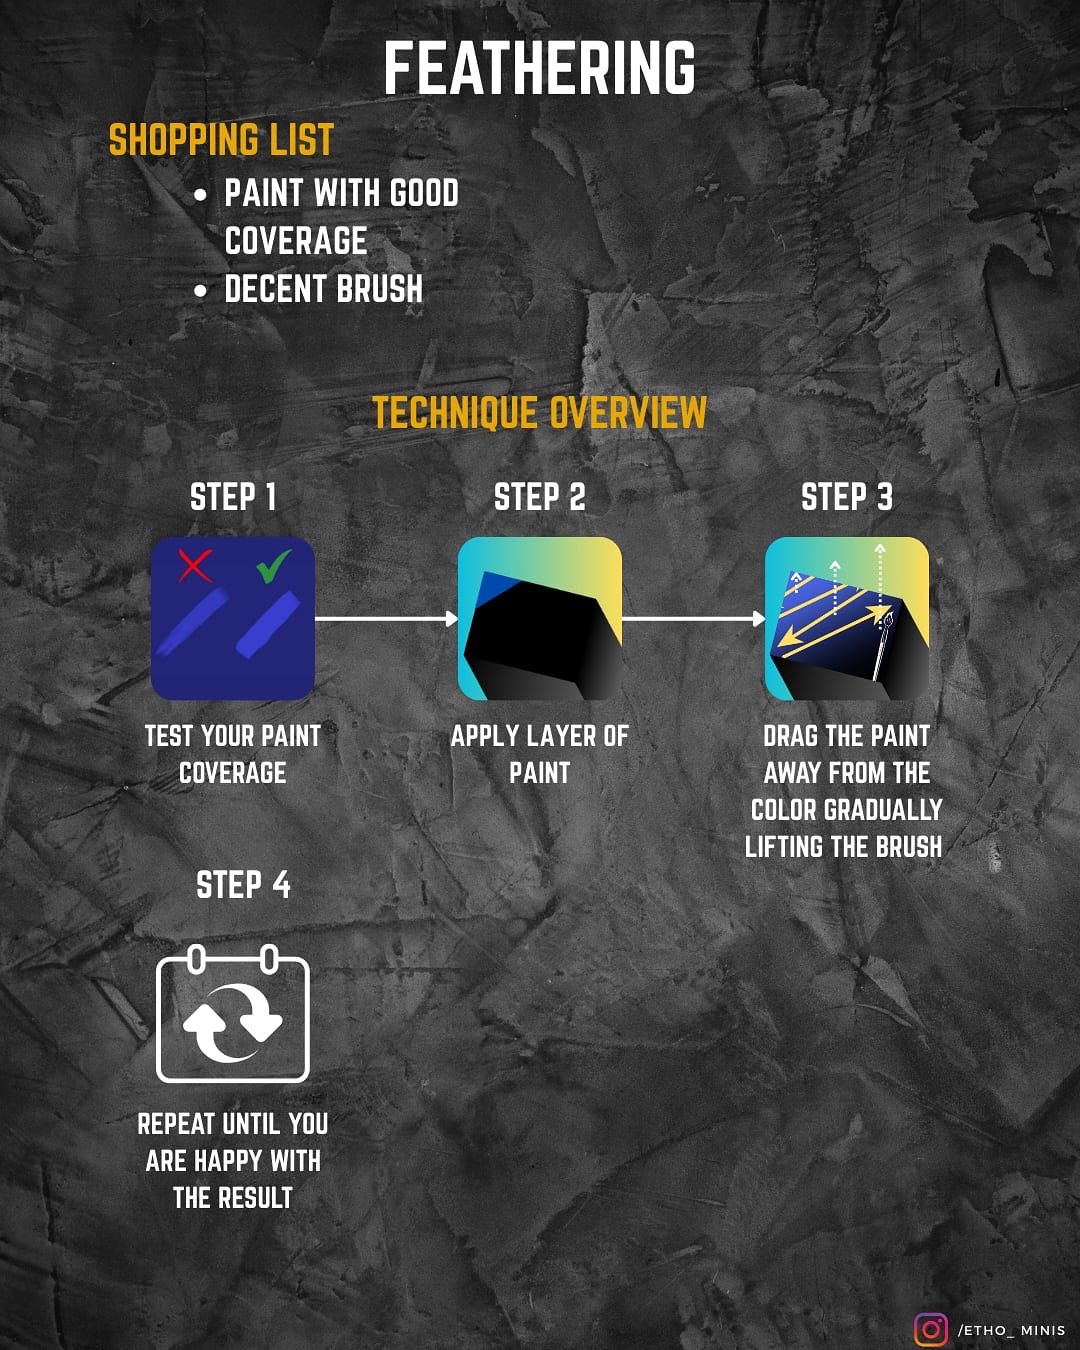 FEATHERING
SHOPPING LIST
• PAINT WITH GOOD
COVERAGE
• DECENT BRUSH
TECHNIQUE OVERVIEW
STEP 1
STEP 2
STEP 3
TEST YOUR PAINT
COVERAGE
APPLY LAYER OF
PAINT
DRAG THE PAINT
AWAY FROM THE
COLOR GRADUALLY
LIFTING THE BRUSH
STEP 4
REPEAT UNTIL YOU
ARE HAPPY WITH
THE RESULT
/ETHO_ MINIS